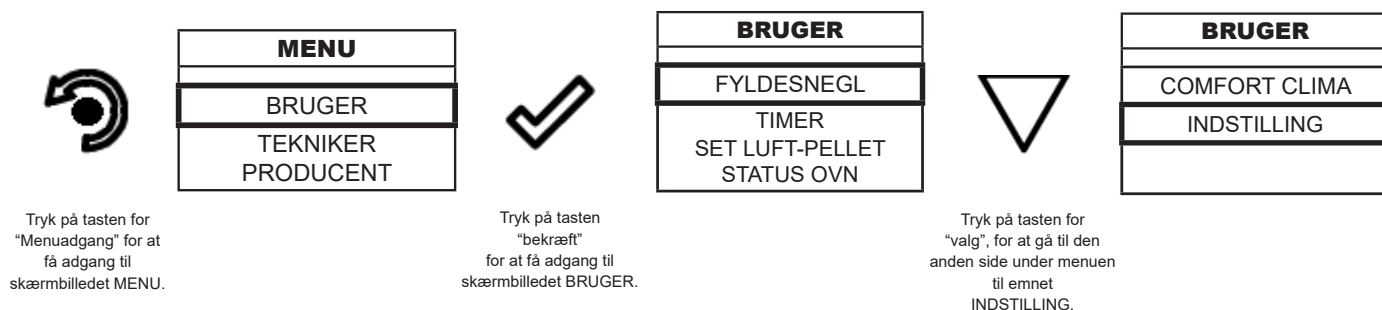 MENU
BRUGER
TEKNIKER
PRODUCENT
BRUGER
FYLDESNEGL
TIMER
SET LUFT-PELLET
STATUS OVN
BRUGER
COMFORT CLIMA
INDSTILLING
Tryk på tasten for
“Menuadgang” for at
få adgang til
skærmbilledet MENU.
Tryk på tasten
“bekræft”
for at få adgang til
skærmbilledet BRUGER.
Tryk på tasten for
“valg”, for at gå til den
anden side under menuen
til emnet
INDSTILLING.